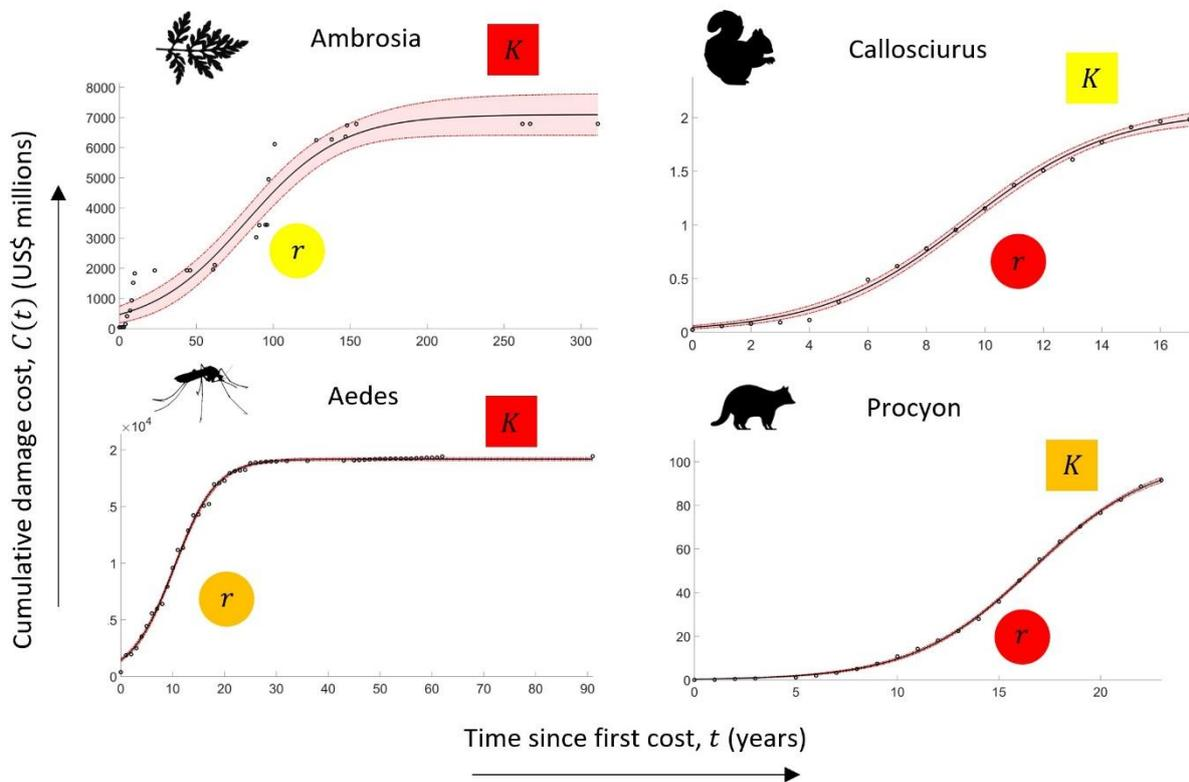 Ambrosia
K
8000
7000
6000
5000
4000
3000
2000
1000
0
r
0 50 100 150 200 250 300
Callosciurus
K
2
1.5
1
0.5
0
r
0 2 4 6 8 10 12 14 16
Aedes
K
×10⁴
2
5
1
.5
0
r
0 10 20 30 40 50 60 70 80 90
Procyon
K
100
80
60
40
20
0
r
0 5 10 15 20
Cumulative damage cost, C(t) (US$ millions)
Time since first cost, t (years)